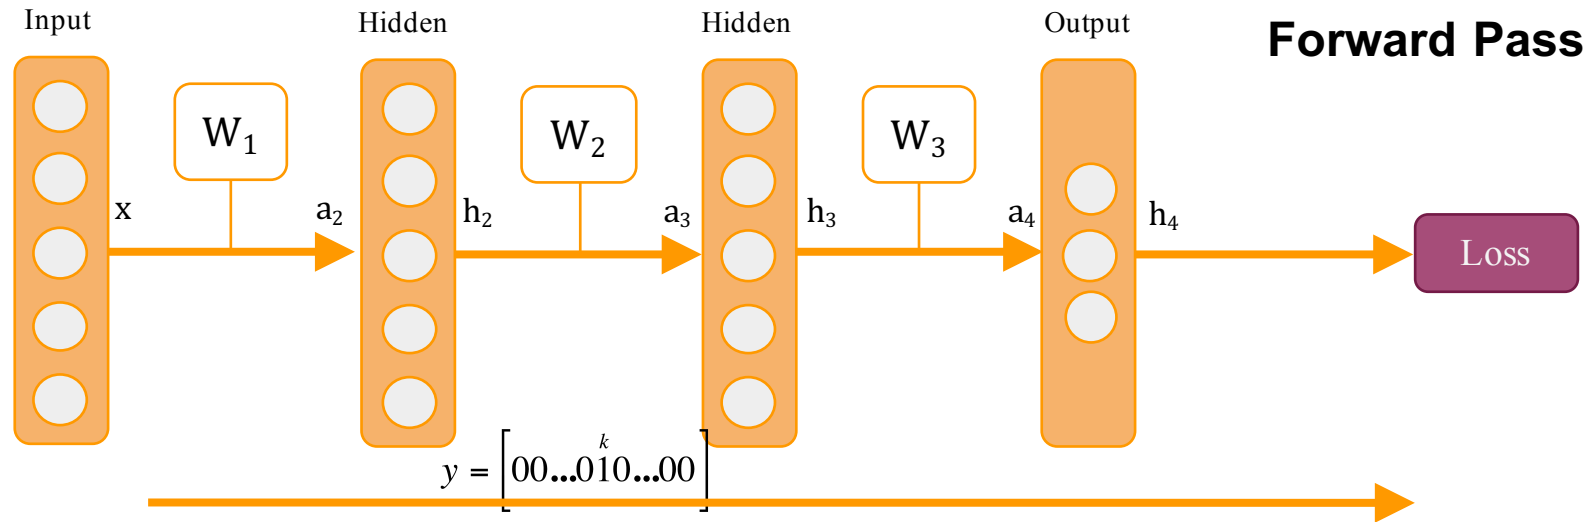 Input
Hidden
Hidden
Output
Forward Pass
W₁
W₂
W₃
x
a₂
h₂
a₃
h₃
a₄
h₄
Loss
k
y = [00...010...00]